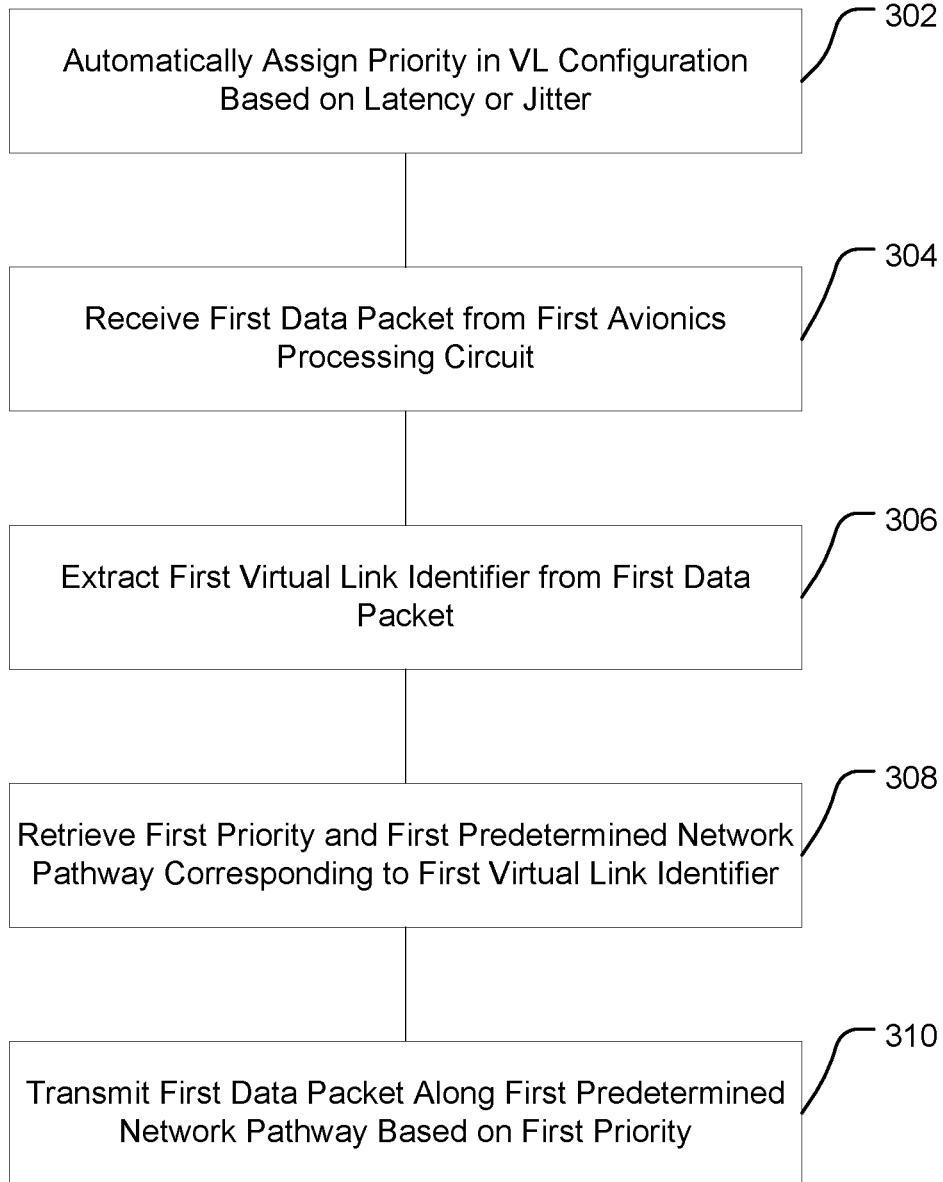 302
Automatically Assign Priority in VL Configuration
Based on Latency or Jitter
304
Receive First Data Packet from First Avionics
Processing Circuit
306
Extract First Virtual Link Identifier from First Data
Packet
308
Retrieve First Priority and First Predetermined Network
Pathway Corresponding to First Virtual Link Identifier
310
Transmit First Data Packet Along First Predetermined
Network Pathway Based on First Priority